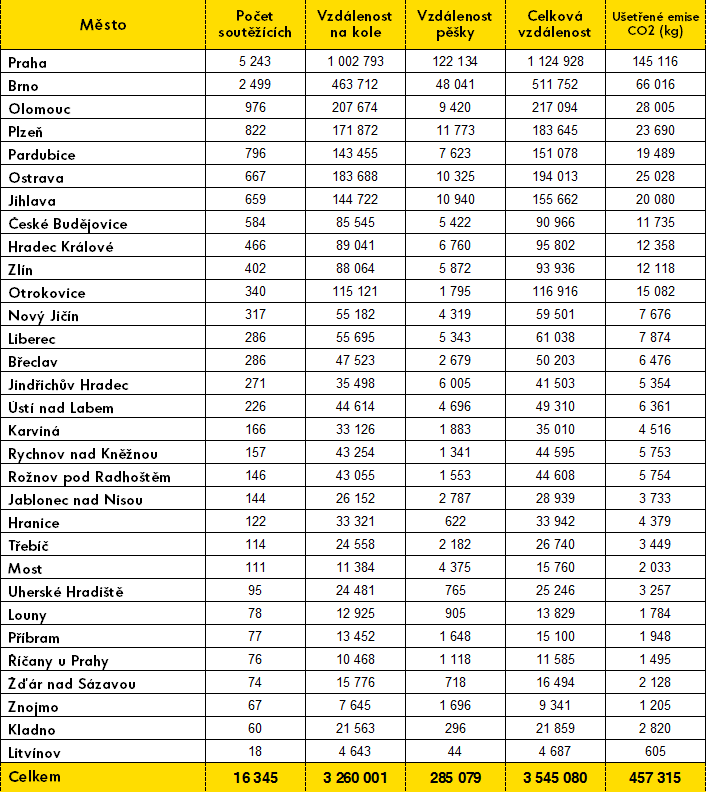 Město Počet soutěžících Vzdálenost na kole Vzdálenost pěšky Celková vzdálenost Ušetřené emise CO2 (kg)
Praha 5 243 1 002 793 122 134 1 124 928 145 116
Brno 2 499 463 712 48 041 511 752 66 016
Olomouc 976 207 674 9 420 217 094 28 005
Plzeň 822 171 872 11 773 183 645 23 690
Pardubice 796 143 455 7 623 151 078 19 489
Ostrava 667 183 688 10 325 194 013 25 028
Jihlava 659 144 722 10 940 155 662 20 080
České Budějovice 584 85 545 5 422 90 966 11 735
Hradec Králové 466 89 041 6 760 95 802 12 358
Zlín 402 88 064 5 872 93 936 12 118
Otrokovice 340 115 121 1 795 116 916 15 082
Nový Jičín 317 55 182 4 319 59 501 7 676
Liberec 286 55 695 5 343 61 038 7 874
Břeclav 286 47 523 2 679 50 203 6 476
Jindřichův Hradec 271 35 498 6 005 41 503 5 354
Ústí nad Labem 226 44 614 4 696 49 310 6 361
Karviná 166 33 126 1 883 35 010 4 516
Rychnov nad Kněžnou 157 43 254 1 341 44 595 5 753
Rožnov pod Radhoštěm 146 43 055 1 553 44 608 5 754
Jablonec nad Nisou 144 26 152 2 787 28 939 3 733
Hranice 122 33 321 622 33 942 4 379
Třebíč 114 24 558 2 182 26 740 3 449
Most 111 11 384 4 375 15 760 2 033
Uherské Hradiště 95 24 481 765 25 246 3 257
Louny 78 12 925 905 13 829 1 784
Příbram 77 13 452 1 648 15 100 1 948
Říčany u Prahy 76 10 468 1 118 11 585 1 495
Žďár nad Sázavou 74 15 776 718 16 494 2 128
Znojmo 67 7 645 1 696 9 341 1 205
Kladno 60 21 563 296 21 859 2 820
Litvínov 18 4 643 44 4 687 605
Celkem 16 345 3 260 001 285 079 3 545 080 457 315